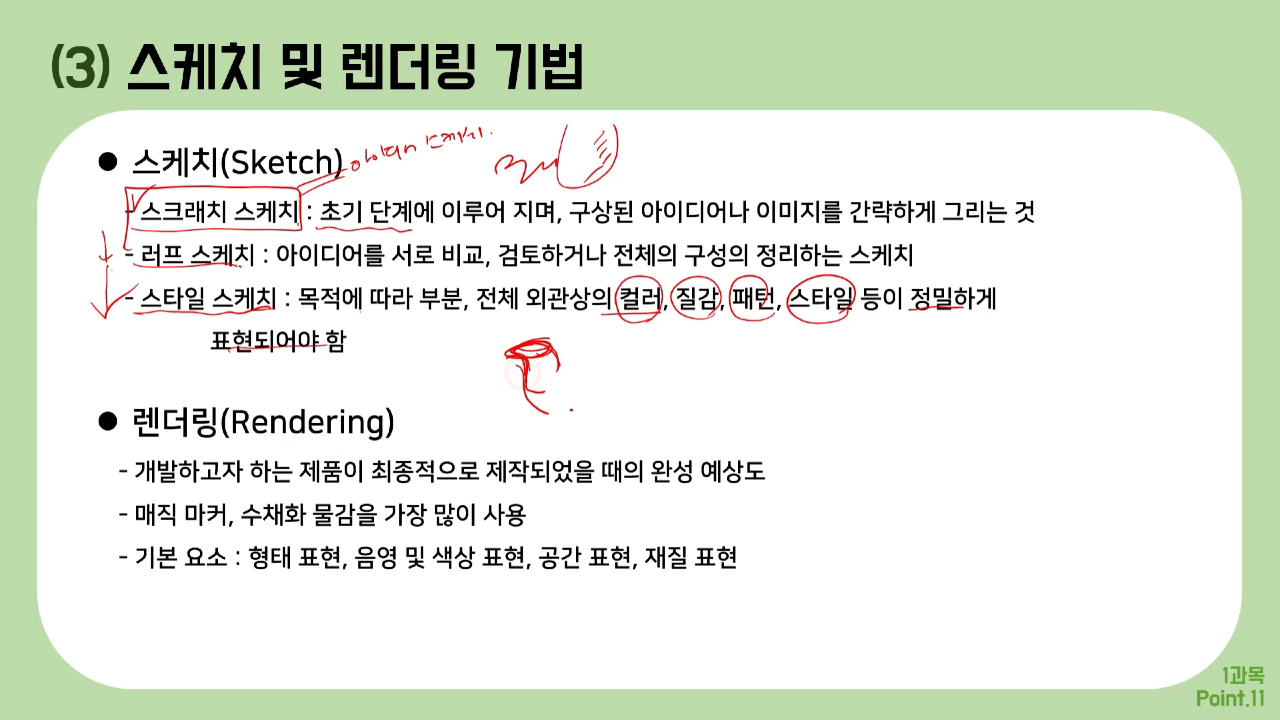 (3) 스케치 및 렌더링 기법
● 스케치(Sketch)
아이디어 스케치.
- 스크래치 스케치 : 초기 단계에 이루어 지며, 구상된 아이디어나 이미지를 간략하게 그리는 것
- 러프 스케치 : 아이디어를 서로 비교, 검토하거나 전체의 구성의 정리하는 스케치
- 스타일 스케치 : 목적에 따라 부분, 전체 외관상의 컬러, 질감, 패턴, 스타일 등이 정밀하게
표현되어야 함
● 렌더링(Rendering)
- 개발하고자 하는 제품이 최종적으로 제작되었을 때의 완성 예상도
- 매직 마커, 수채화 물감을 가장 많이 사용
- 기본 요소 : 형태 표현, 음영 및 색상 표현, 공간 표현, 재질 표현
1과목
Point.11